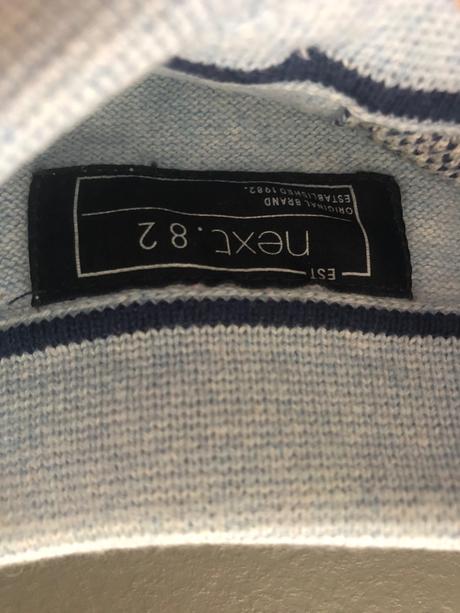 EST
next.82
ORIGINAL BRAND
ESTABLISHED 1982.